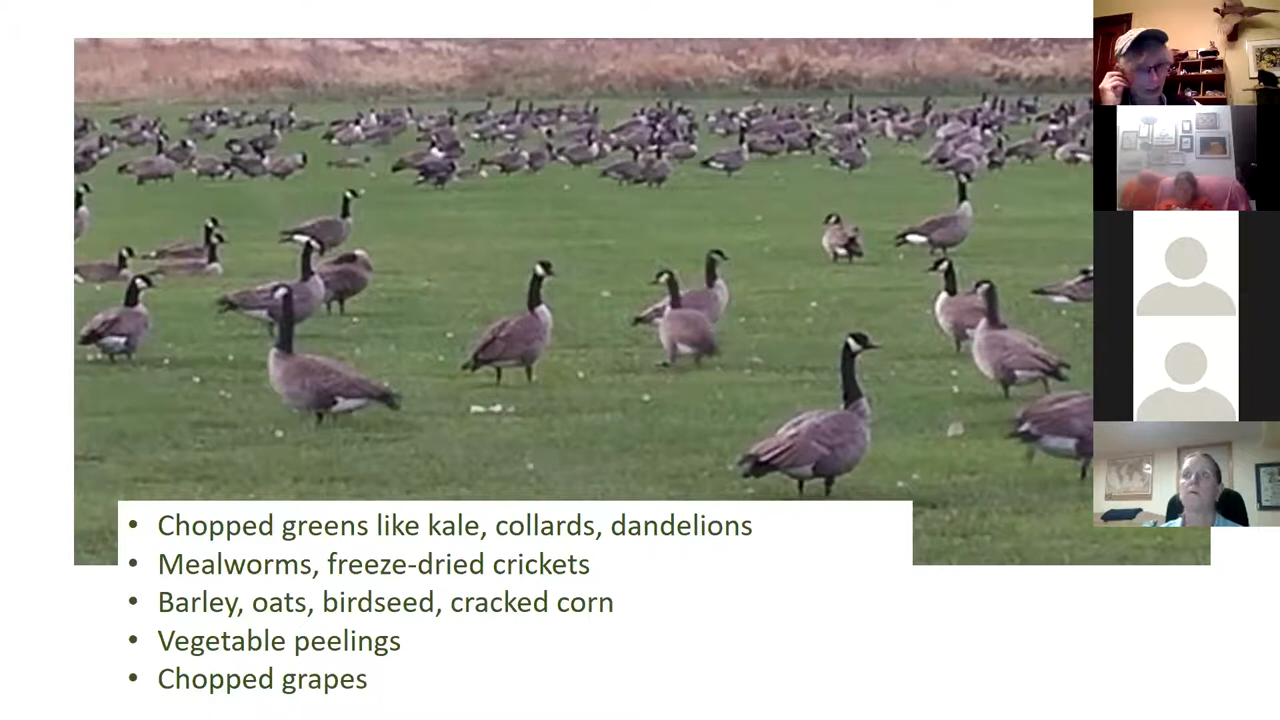 • Chopped greens like kale, collards, dandelions
• Mealworms, freeze-dried crickets
• Barley, oats, birdseed, cracked corn
• Vegetable peelings
• Chopped grapes